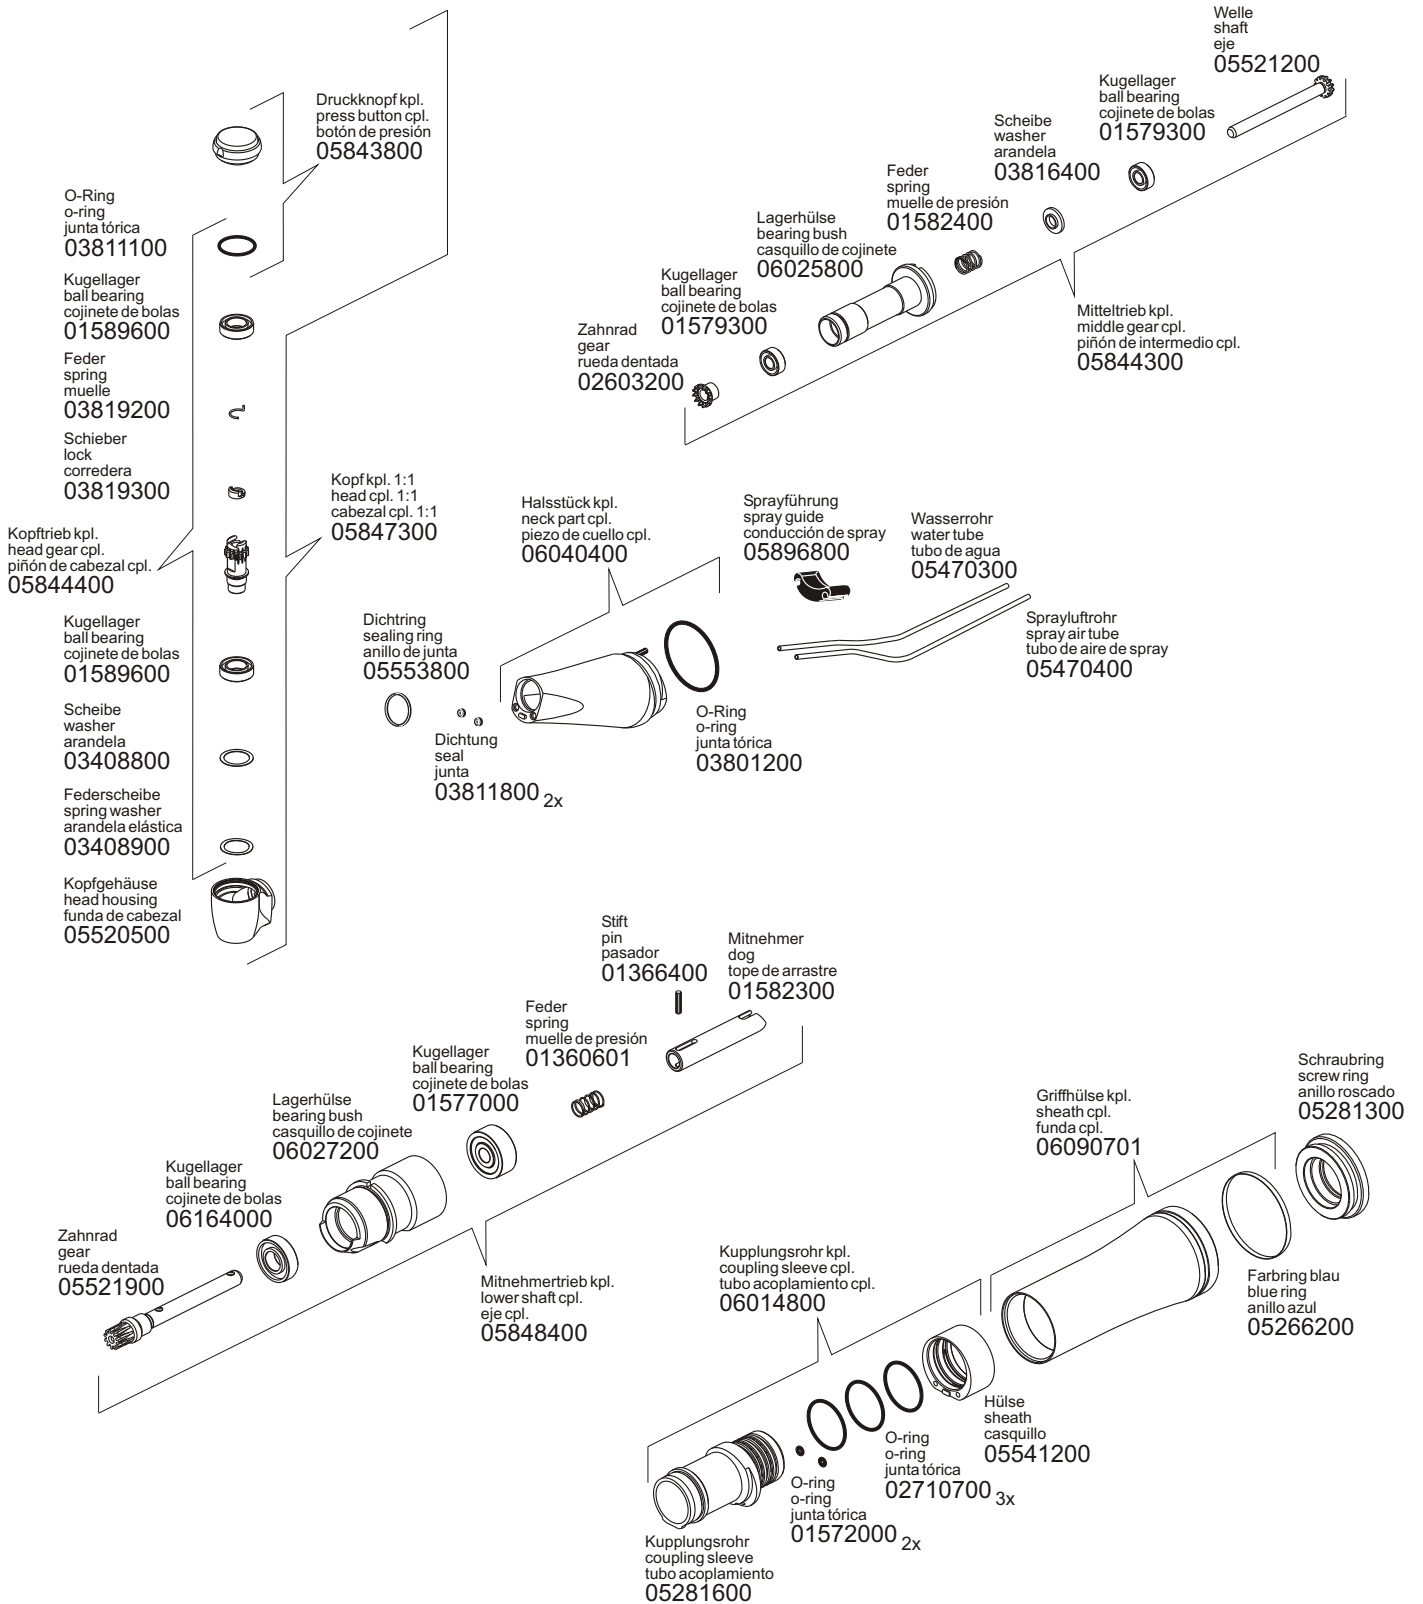 Druckknopf kpl.
press button cpl.
botón de presión
05843800
O-Ring
o-ring
junta tórica
03811100
Kugellager
ball bearing
cojinete de bolas
01589600
Feder
spring
muelle
03819200
Schieber
lock
corredera
03819300
Kopftrieb kpl.
head gear cpl.
piñón de cabezal cpl.
05844400
Kopf kpl. 1:1
head cpl. 1:1
cabezal cpl. 1:1
05847300
Kugellager
ball bearing
cojinete de bolas
01589600
Scheibe
washer
arandela
03408800
Federscheibe
spring washer
arandela elástica
03408900
Kopfgehäuse
head housing
funda de cabezal
05520500
Welle
shaft
eje
05521200
Kugellager
ball bearing
cojinete de bolas
01579300
Scheibe
washer
arandela
03816400
Feder
spring
muelle de presión
01582400
Lagerhülse
bearing bush
casquillo de cojinete
06025800
Kugellager
ball bearing
cojinete de bolas
01579300
Zahnrad
gear
rueda dentada
02603200
Mitteltrieb kpl.
middle gear cpl.
piñón de intermedio cpl.
05844300
Halsstück kpl.
neck part cpl.
piezo de cuello cpl.
06040400
Sprayführung
spray guide
conducción de spray
05896800
Wasserrohr
water tube
tubo de agua
05470300
Sprayluftrohr
spray air tube
tubo de aire de spray
05470400
Dichtring
sealing ring
anillo de junta
05553800
Dichtung
seal
junta
03811800 2x
O-Ring
o-ring
junta tórica
03801200
Stift
pin
pasador
01366400
Mitnehmer
dog
tope de arrastre
01582300
Feder
spring
muelle de presión
01360601
Kugellager
ball bearing
cojinete de bolas
01577000
Lagerhülse
bearing bush
casquillo de cojinete
06027200
Kugellager
ball bearing
cojinete de bolas
06164000
Zahnrad
gear
rueda dentada
05521900
Mitnehmertrieb kpl.
lower shaft cpl.
eje cpl.
05848400
Schraubring
screw ring
anillo roscado
05281300
Griffhülse kpl.
sheath cpl.
funda cpl.
06090701
Farbring blau
blue ring
anillo azul
05266200
Kupplungsrohr kpl.
coupling sleeve cpl.
tubo acoplamiento cpl.
06014800
Hülse
sheath
casquillo
05541200
O-ring
o-ring
junta tórica
02710700 3x
O-ring
o-ring
junta tórica
01572000 2x
Kupplungsrohr
coupling sleeve
tubo acoplamiento
05281600